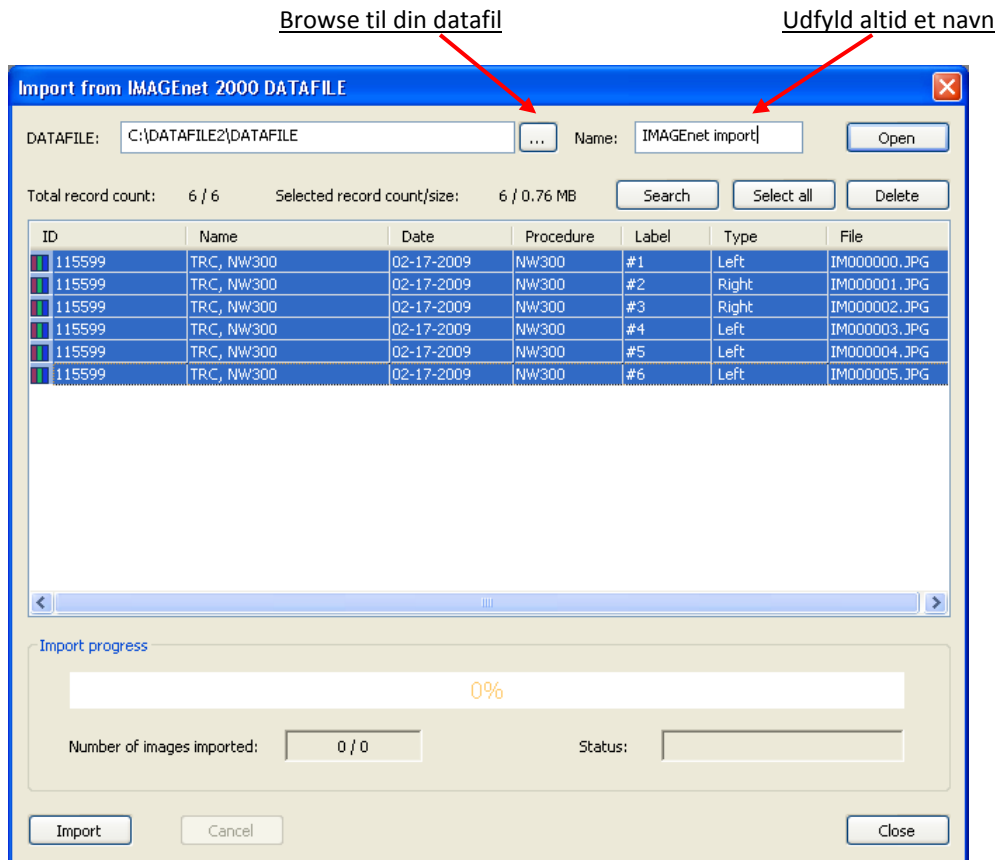 Browse til din datafil Udfyld altid et navn
Import from IMAGEnet 2000 DATAFILE
DATAFILE: C:\DATAFILE2\DATAFILE ... Name: IMAGEnet import Open
Total record count: 6 / 6 Selected record count/size: 6 / 0.76 MB Search Select all Delete
ID Name Date Procedure Label Type File
115599 TRC, NW300 02-17-2009 NW300 #1 Left IM000000.JPG
115599 TRC, NW300 02-17-2009 NW300 #2 Right IM000001.JPG
115599 TRC, NW300 02-17-2009 NW300 #3 Right IM000002.JPG
115599 TRC, NW300 02-17-2009 NW300 #4 Left IM000003.JPG
115599 TRC, NW300 02-17-2009 NW300 #5 Left IM000004.JPG
115599 TRC, NW300 02-17-2009 NW300 #6 Left IM000005.JPG
Import progress
0%
Number of images imported: 0 / 0 Status:
Import Cancel Close